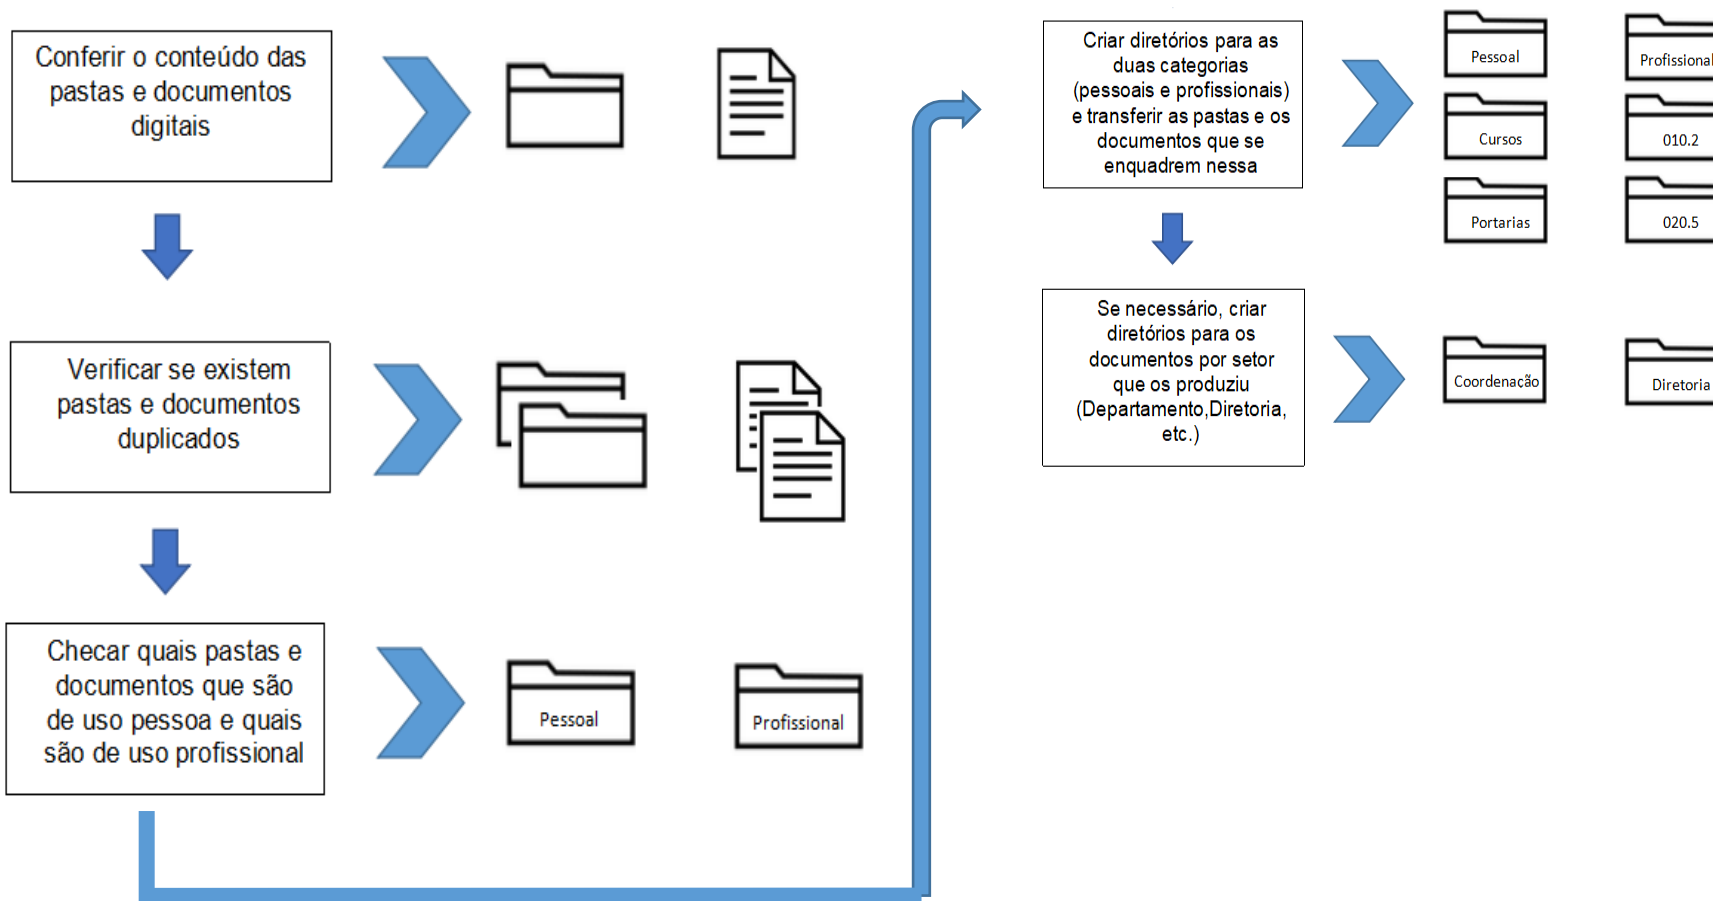 Conferir o conteúdo das
pastas e documentos
digitais
Verificar se existem
pastas e documentos
duplicados
Checar quais pastas e
documentos que são
de uso pessoa e quais
são de uso profissional
Pessoal
Profissional
Criar diretórios para as
duas categorias
(pessoais e profissionais)
e transferir as pastas e os
documentos que se
enquadrem nessa
Pessoal
Profissional
Cursos
010.2
Portarias
020.5
Se necessário, criar
diretórios para os
documentos por setor
que os produziu
(Departamento,Diretoria,
etc.)
Coordenação
Diretoria